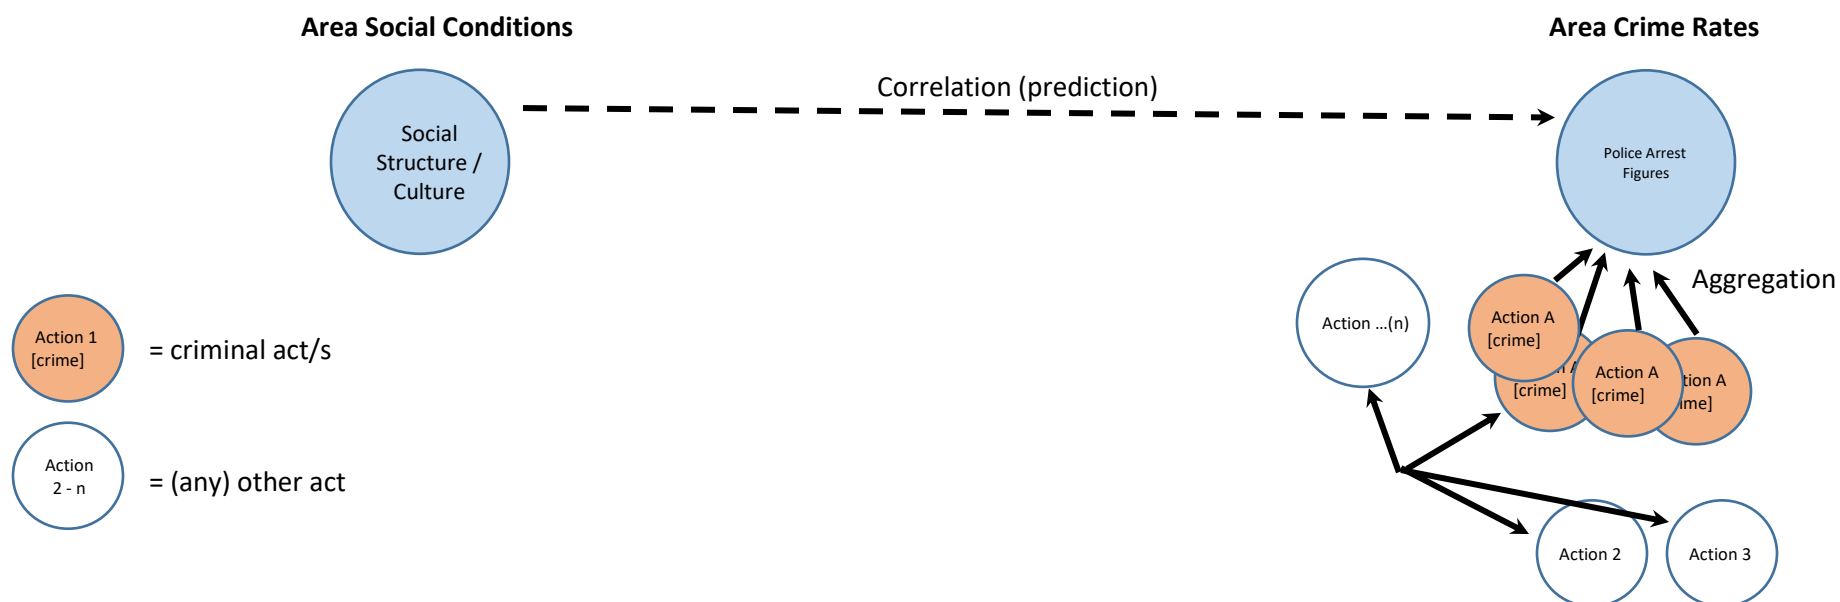 Area Social Conditions
Area Crime Rates
Correlation (prediction)
Social
Structure /
Culture
Police Arrest
Figures
Aggregation
Action 1
[crime]
= criminal act/s
Action ...(n)
Action A
[crime]
[crime]
Action A
[crime]
A
Action
2 - n
= (any) other act
Action 2
Action 3